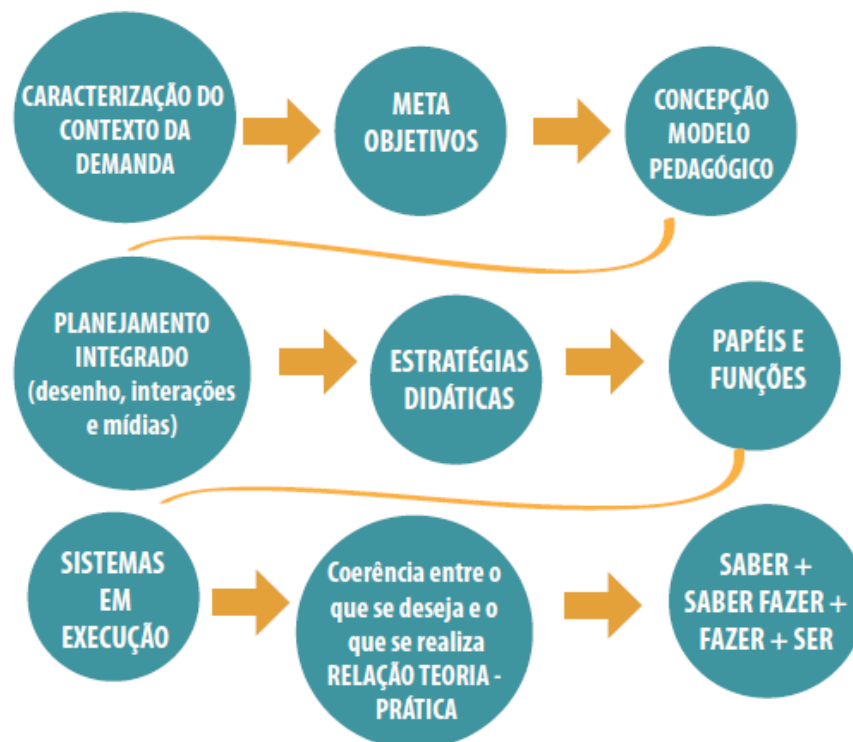 CARACTERIZAÇÃO DO
CONTEXTO DA
DEMANDA
META
OBJETIVOS
CONCEPÇÃO
MODELO
PEDAGÓGICO
PLANEJAMENTO
INTEGRADO
(desenho, interações
e mídias)
ESTRATÉGIAS
DIDÁTICAS
PAPÉIS E
FUNÇÕES
SISTEMAS
EM
EXECUÇÃO
Coerência entre o
que se deseja e o
que se realiza
RELAÇÃO TEORIA -
PRÁTICA
SABER +
SABER FAZER +
FAZER + SER